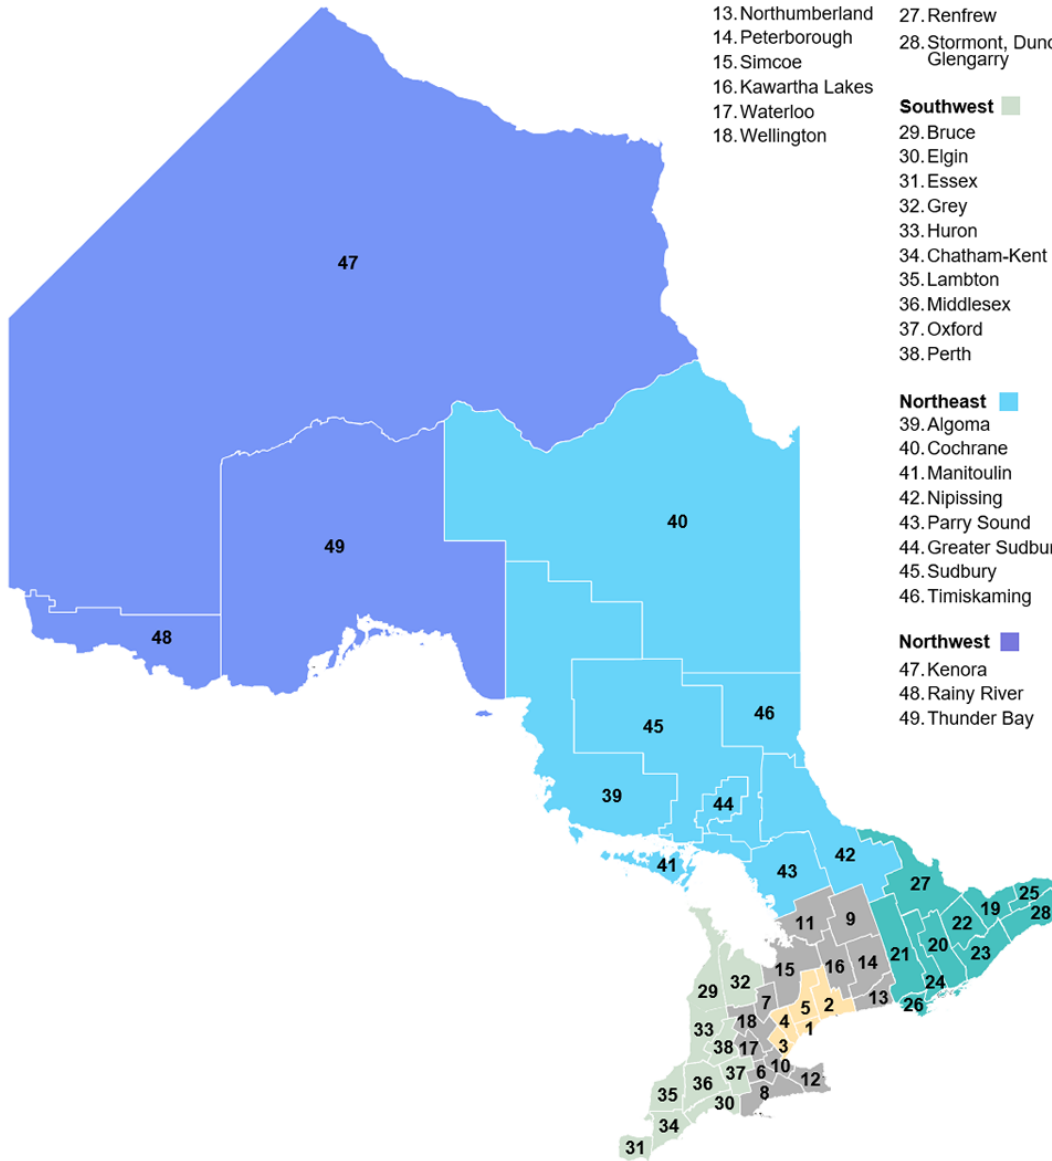 13. Northumberland
14. Peterborough
15. Simcoe
16. Kawartha Lakes
17. Waterloo
18. Wellington
27. Renfrew
28. Stormont,
Glengarry
Southwest
29. Bruce
30. Elgin
31. Essex
32. Grey
33. Huron
34. Chatham-Kent
35. Lambton
36. Middlesex
37. Oxford
38. Perth
Northeast
39. Algoma
40. Cochrane
41. Manitoulin
42. Nipissing
43. Parry Sound
44. Greater
45. Sudbury
46. Timiskaming
Northwest
47. Kenora
48. Rainy River
49. Thunder Bay
47
40
49
48
46
45
39
44
41
43
42
27
25
19
28
22
11
9
20
23
21
14
16
15
24
32
29
13
26
7
5
2
18
4
1
33
38
17
3
10
37
6
12
36
8
35
30
34
31